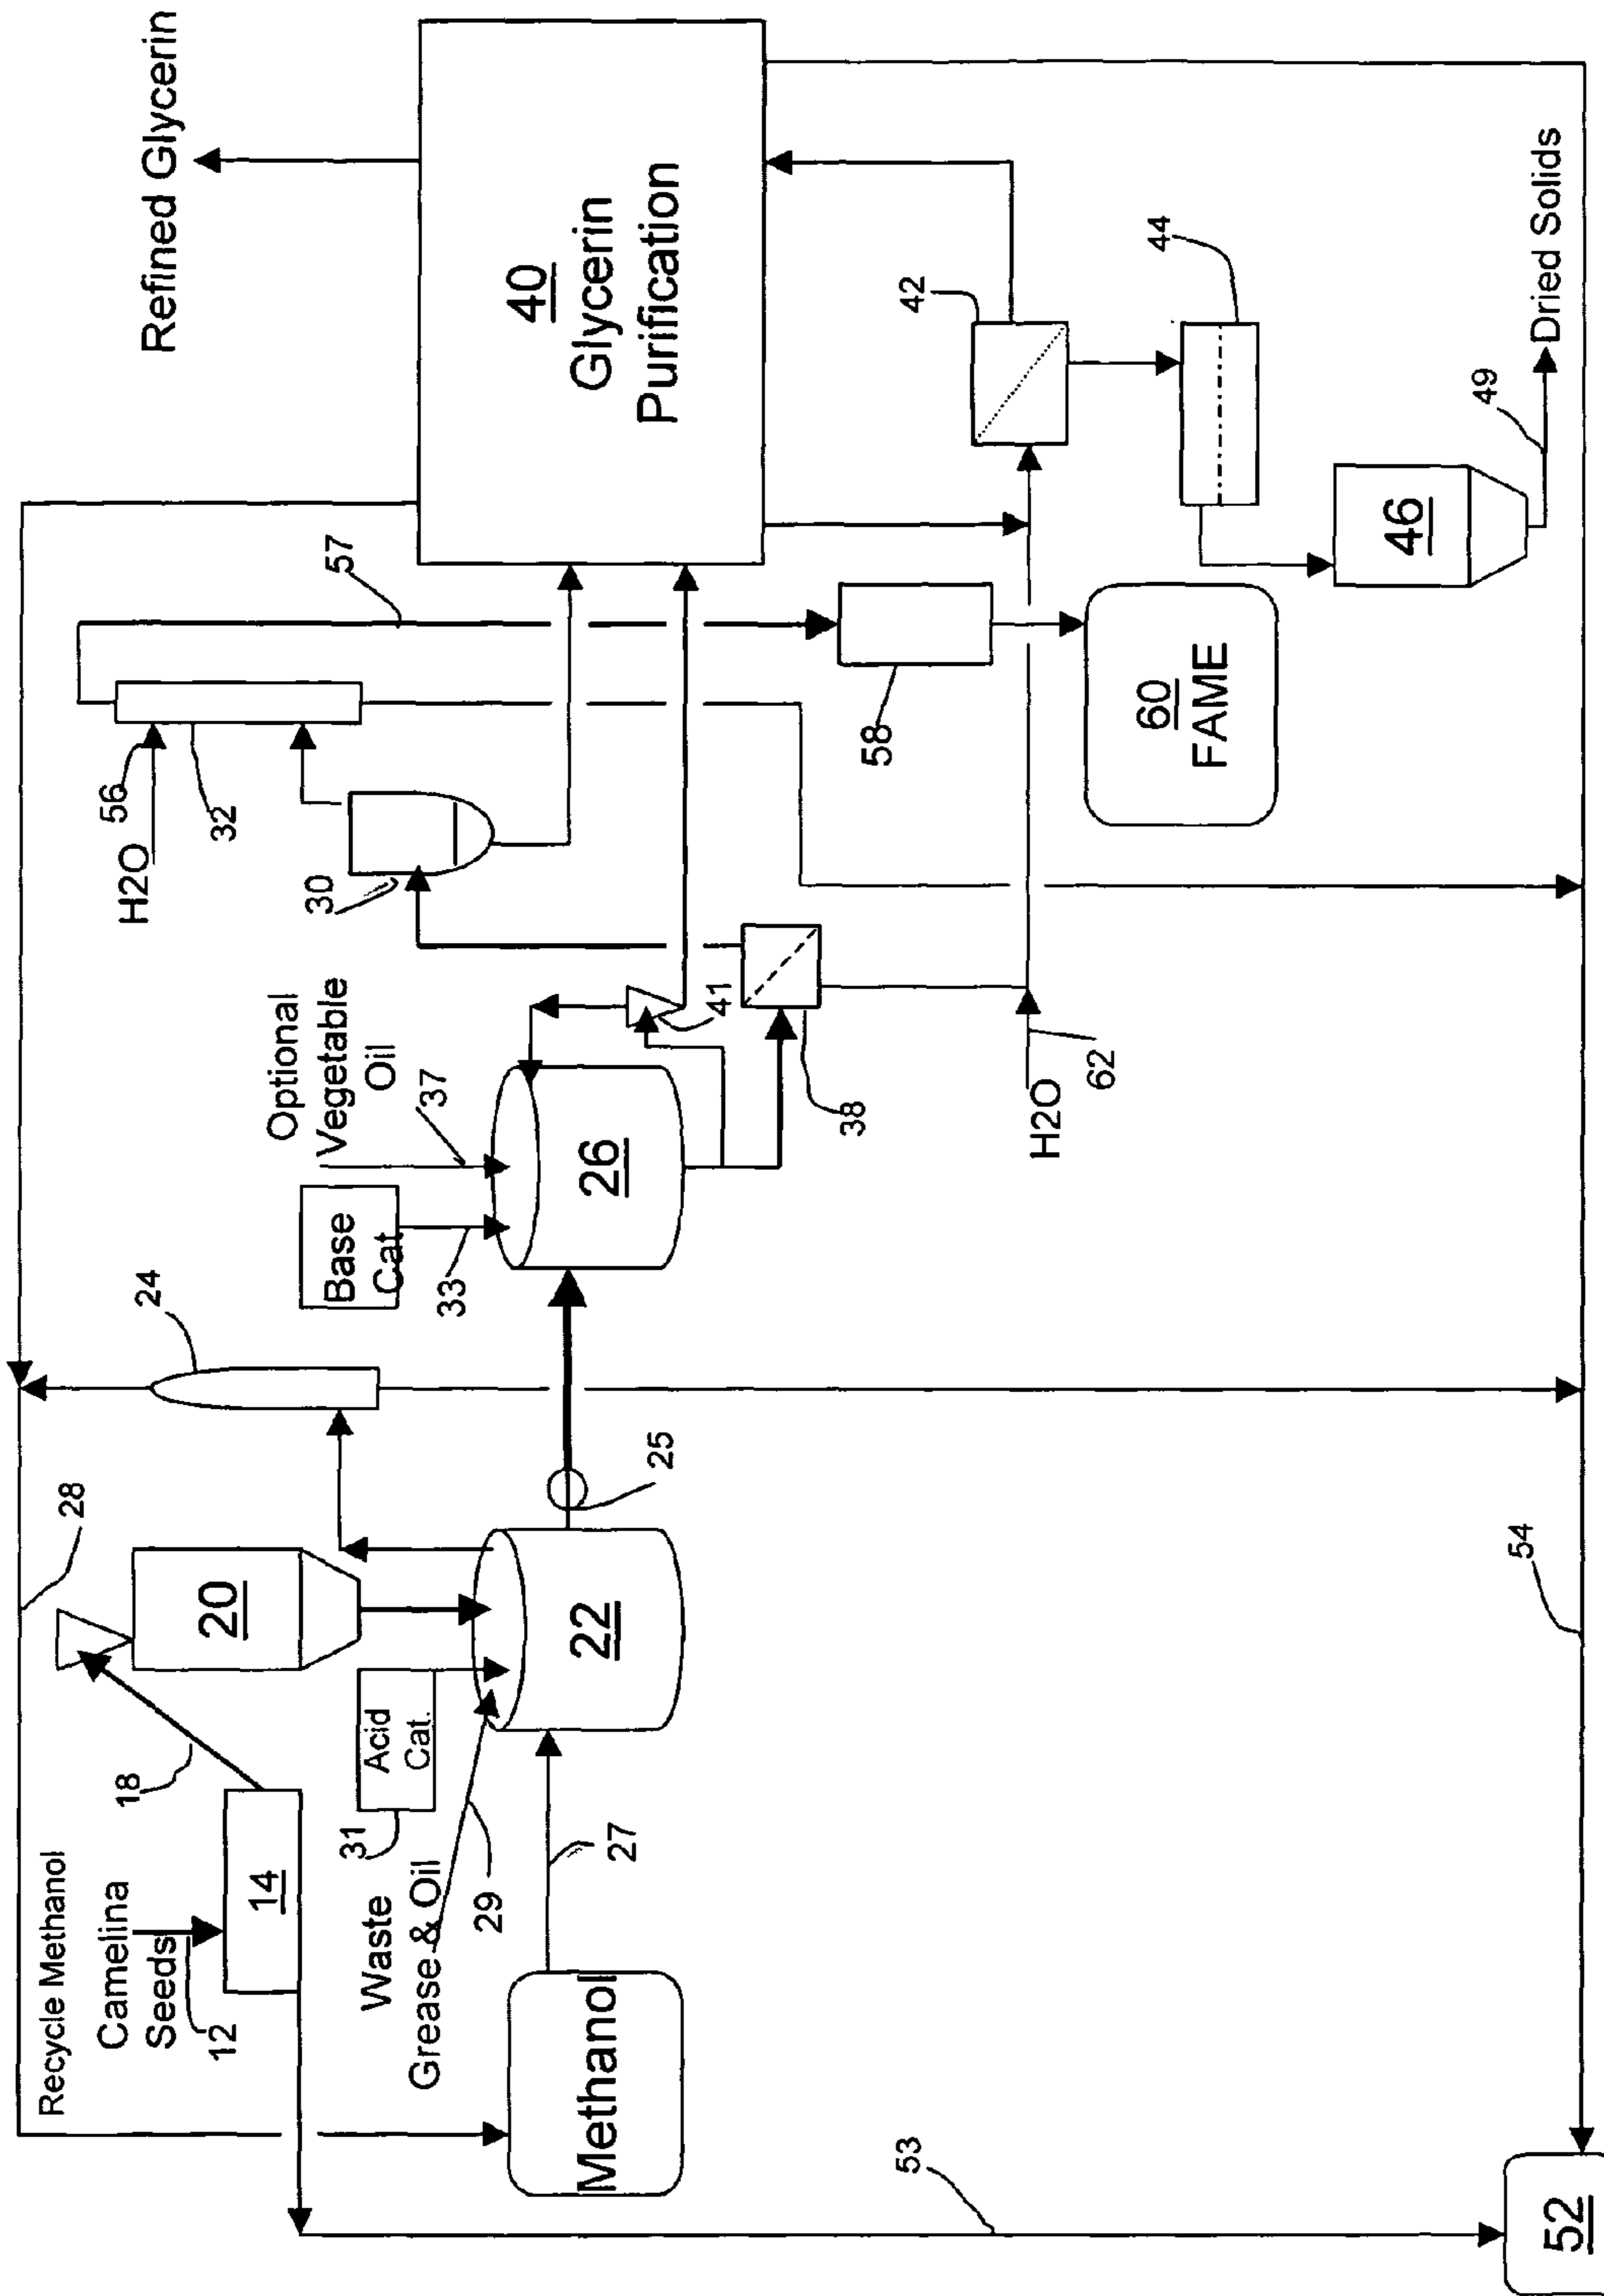 Recycle Methanol
28
Camelina
Seeds
12
14
18
20
24
Waste
Grease & Oil
29
31
Acid
Cat.
Methanol
27
22
25
Base
Cat.
33
Optional
Vegetable
Oil
37
26
41
38
H2O
56
32
30
57
58
60
FAME
H2O
62
Refined Glycerin
40
Glycerin
Purification
42
44
46
49
Dried Solids
53
54
52